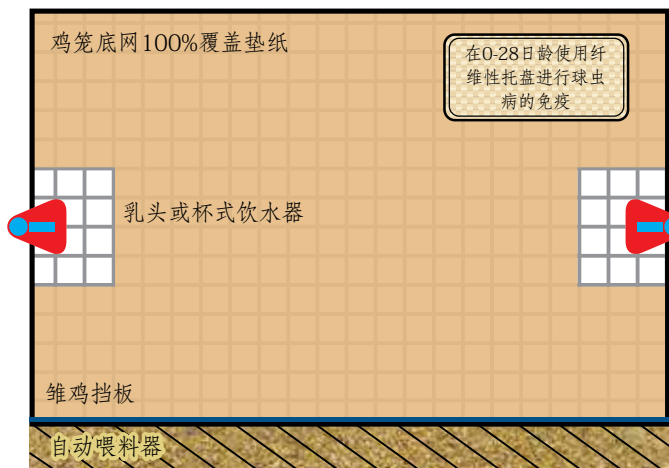 鸡笼底网100%覆盖垫纸
在0-28日龄使用纤
维性托盘进行球虫
病的免疫
乳头或杯式饮水器
雏鸡挡板
自动喂料器